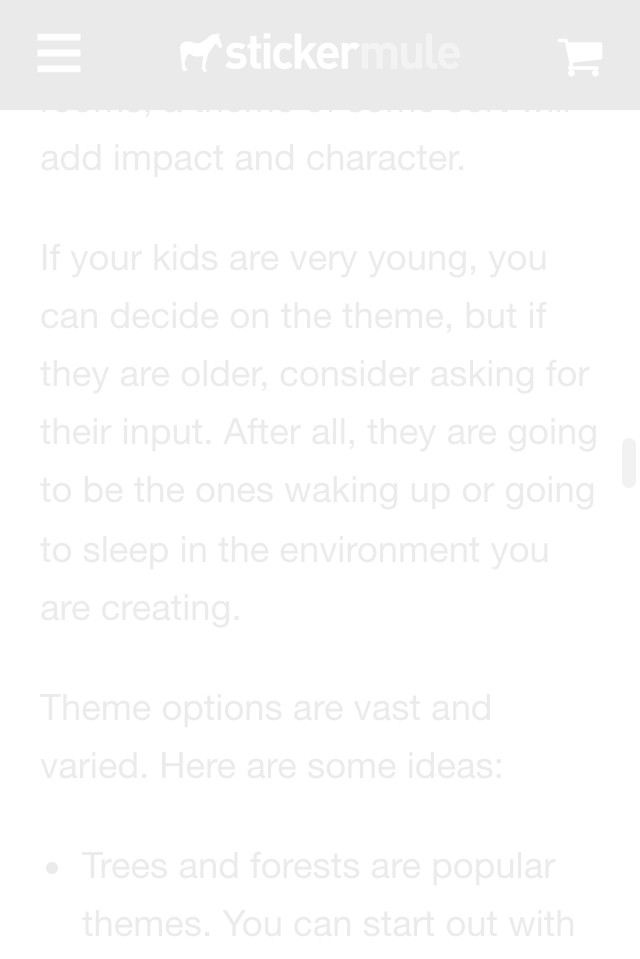 stickermule
add impact and character.
If your kids are very young, you
can decide on the theme, but if
they are older, consider asking for
their input. After all, they are going
to be the ones waking up or going
to sleep in the environment you
are creating.
Theme options are vast and
varied. Here are some ideas:
• Trees and forests are popular
themes. You can start out with